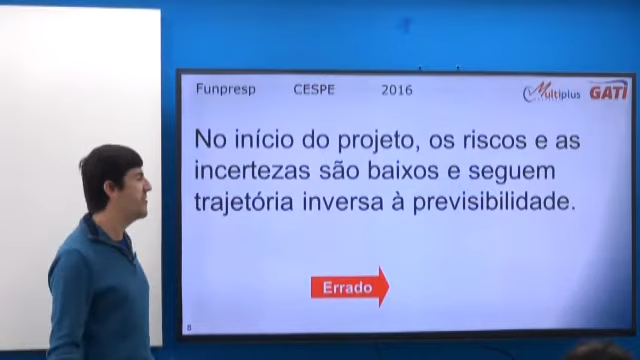 Funpresp CESPE 2016
Multiplus GATI
No início do projeto, os riscos e as
incertezas são baixos e seguem
trajetória inversa à previsibilidade.
Errado